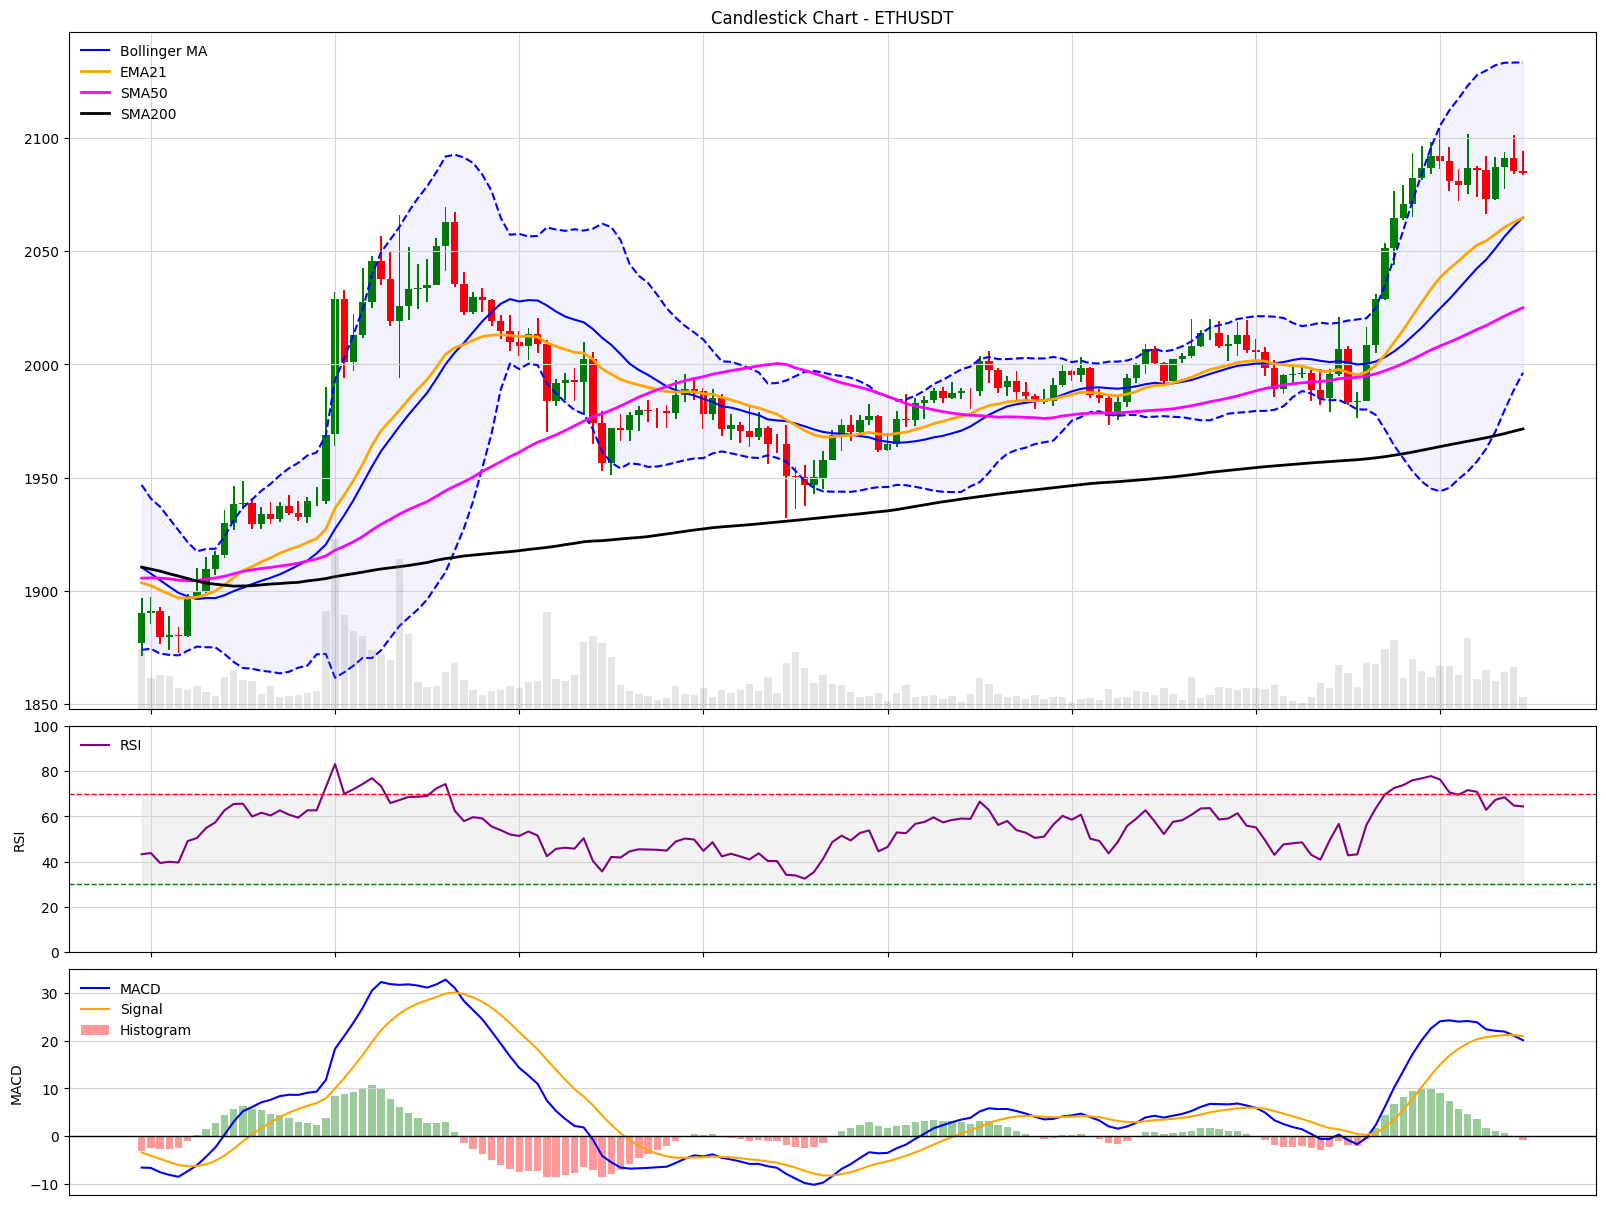 Candlestick Chart - ETHUSDT
Bollinger MA
EMA21
SMA50
SMA200
2100
2050
2000
1950
1900
1850
100
80
60
40
20
0
RSI
RSI
30
20
10
0
−10
MACD
MACD
Signal
Histogram